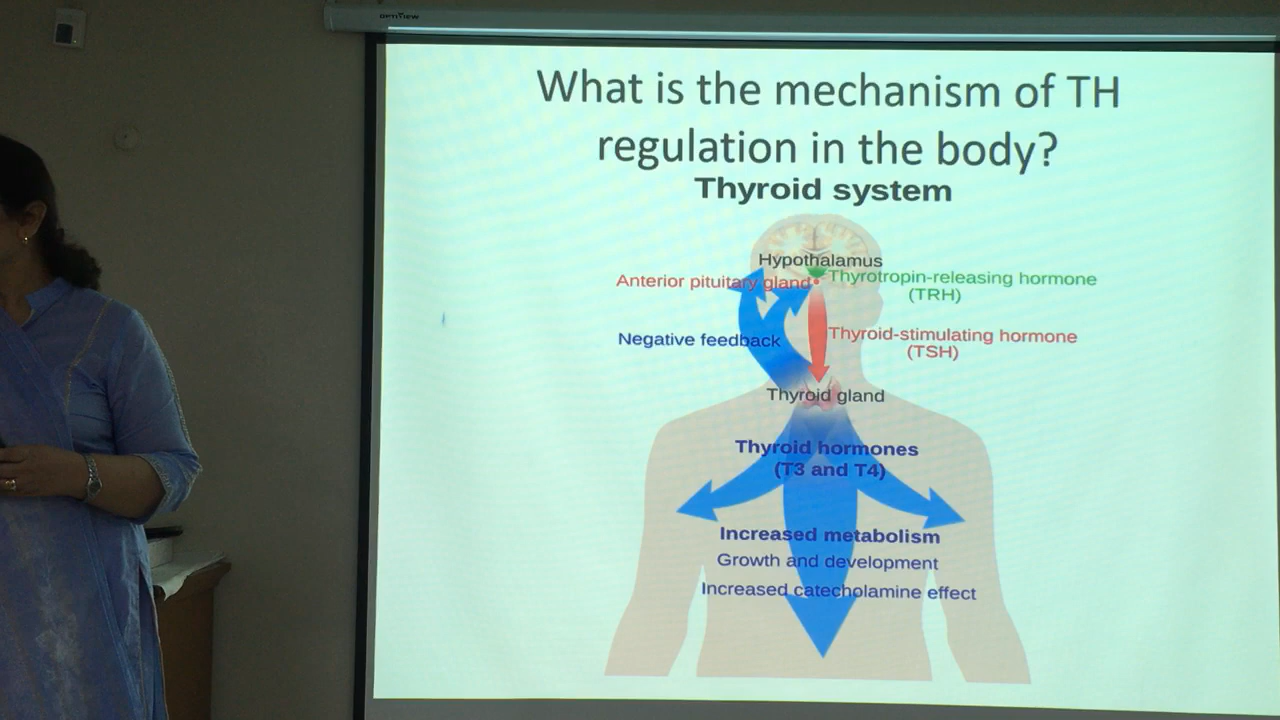 OPTIVIEW
What is the mechanism of TH
regulation in the body?
Thyroid system
Hypothalamus
Anterior pituitary gland
Thyrotropin-releasing hormone
(TRH)
Negative feedback
Thyroid-stimulating hormone
(TSH)
Thyroid gland
Thyroid hormones
(T3 and T4)
Increased metabolism
Growth and development
Increased catecholamine effect